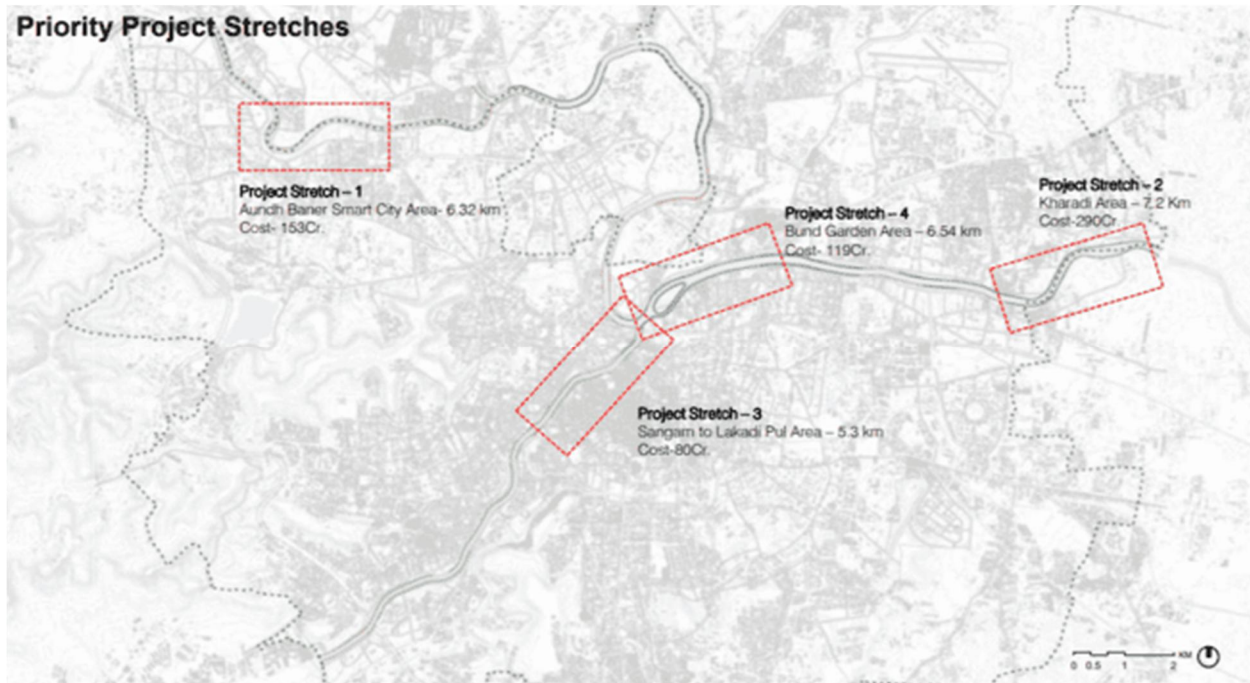 Priority Project Stretches
Project Stretch – 1
Aundh Baner Smart City Area- 6.32 km
Cost- 153Cr.
Project Stretch – 2
Kharadi Area – 7.2 Km
Cost-290Cr.
Project Stretch – 4
Bund Garden Area – 6.54 km
Cost- 119Cr.
Project Stretch – 3
Sangam to Lakadi Pul Area – 5.3 km
Cost-80Cr.
KM
0 0.5 1 2